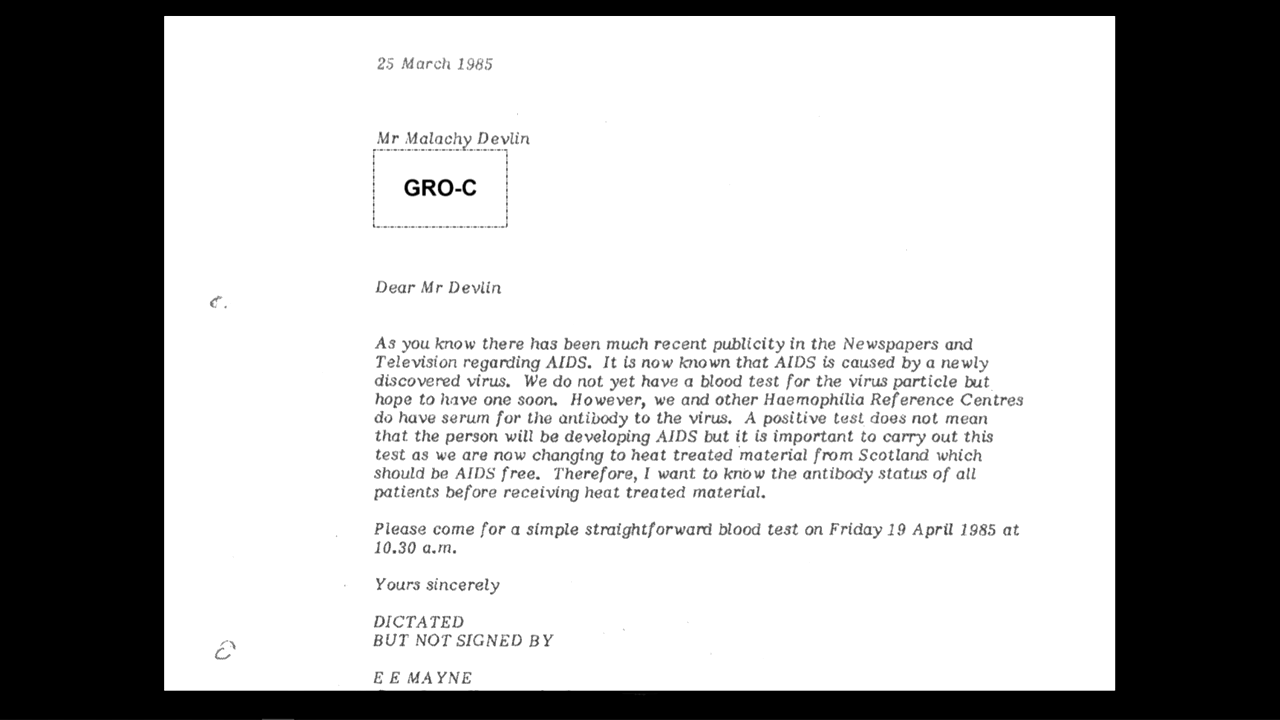 25 March 1985
Mr Malachy Devlin
GRO-C
Dear Mr Devlin
As you know there has been much recent publicity in the Newspapers and
Television regarding AIDS. It is now known that AIDS is caused by a newly
discovered virus. We do not yet have a blood test for the virus particle but
hope to have one soon. However, we and other Haemophilia Reference Centres
do have serum for the antibody to the virus. A positive test does not mean
that the person will be developing AIDS but it is important to carry out this
test as we are now changing to heat treated material from Scotland which
should be AIDS free. Therefore, I want to know the antibody status of all
patients before receiving heat treated material.
Please come for a simple straightforward blood test on Friday 19 April 1985 at
10.30 a.m.
Yours sincerely
DICTATED
BUT NOT SIGNED BY
E E MAYNE